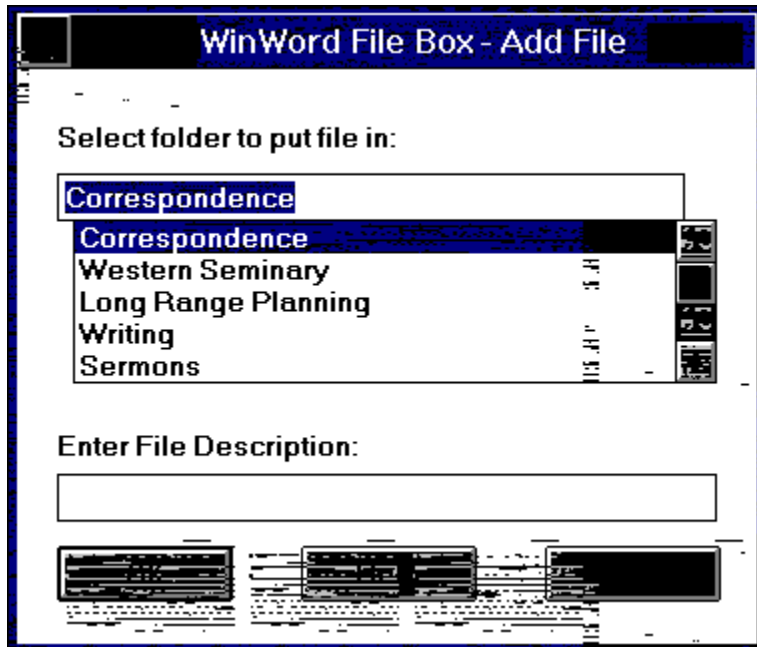 WinWord File Box - Add File
Select folder to put file in:
Correspondence
Correspondence
Western Seminary
Long Range Planning
Writing
Sermons
Enter File Description: